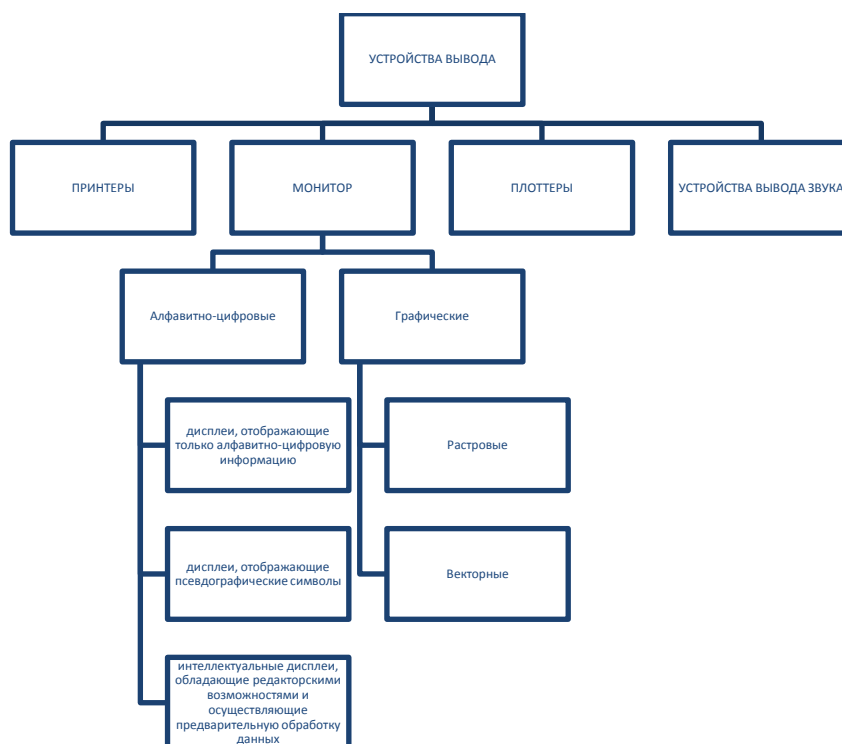 УСТРОЙСТВА ВЫВОДА
ПРИНТЕРЫ
МОНИТОР
ПЛОТТЕРЫ
УСТРОЙСТВА ВЫВОДА ЗВУКА
Алфавитно-цифровые
Графические
дисплеи, отображающие
только алфавитно-цифровую
информацию
Растровые
дисплеи, отображающие
псевдографические символы
Векторные
интеллектуальные дисплеи,
обладающие редакторскими
возможностями и
осуществляющие
предварительную обработку
данных